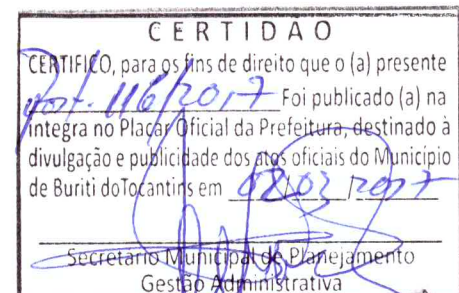 CERTIDAO
CERTIFICO, para os fins de direito que o (a) presente
Port. 116/2017 Foi publicado (a) na
integra no Placar Oficial da Prefeitura, destinado à
divulgação e publicidade dos atos oficiais do Município
de Buriti doTocantins em 02/2017
Secretario Municipal de Planejamento
Gestão Administrativa